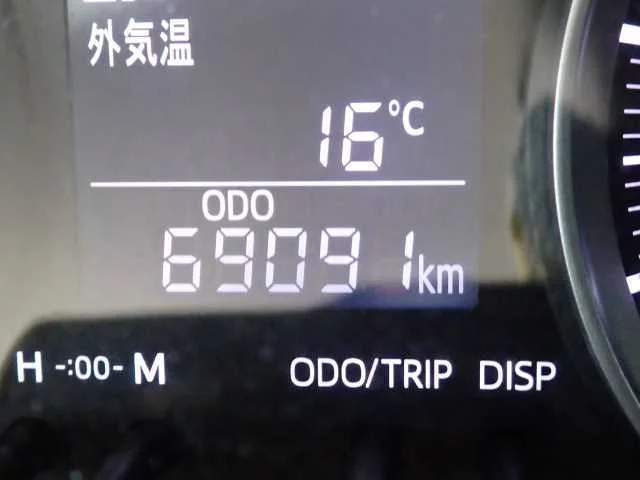 外気温
16°C
ODO
69091km
H -:00- M ODO/TRIP DISP